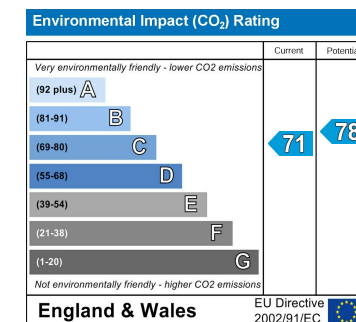 Environmental Impact (CO₂) Rating
Current Potentia
Very environmentally friendly - lower CO2 emissions
(92 plus) A
(81-91) B
(69-80) C
71
78
(55-68) D
(39-54) E
(21-38) F
(1-20) G
Not environmentally friendly - higher CO2 emissions
England & Wales
EU Directive
2002/91/EC